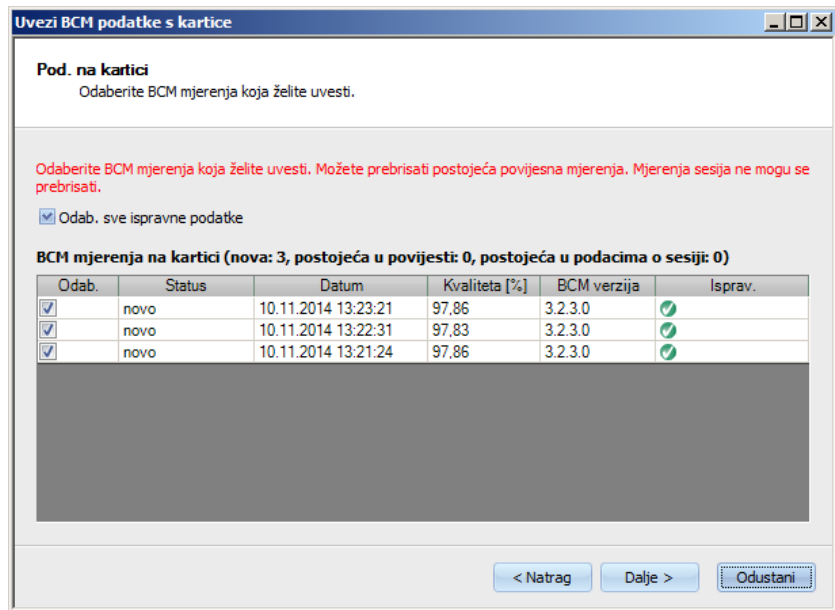 Uvezi BCM podatke s kartice
Pod. na kartici
Odaberite BCM mjerenja koja želite uvesti.
Odaberite BCM mjerenja koja želite uvesti. Možete prebrisati postojeća povijesna mjerenja. Mjerenja sesija ne mogu se
prebrisati.
Odab. sve ispravne podatke
BCM mjerenja na kartici (nova: 3, postojeća u povijesti: 0, postojeća u podacima o sesiji: 0)
Odab. Status Datum Kvaliteta [%] BCM verzija Isprav.
novo 10.11.2014 13:23:21 97,86 3.2.3.0
novo 10.11.2014 13:22:31 97,83 3.2.3.0
novo 10.11.2014 13:21:24 97,86 3.2.3.0
< Natrag Dalje > Odustani